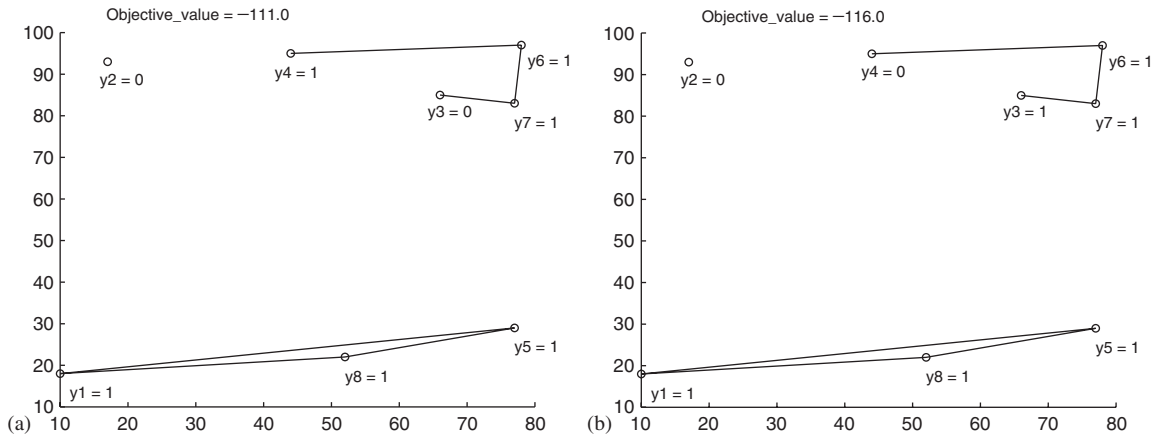 Objective_value = −111.0
100
90
80
70
60
50
40
30
20
10
y2 = 0
y4 = 1
y6 = 1
y3 = 0
y7 = 1
y5 = 1
y8 = 1
y1 = 1
(a)
10 20 30 40 50 60 70 80
Objective_value = −116.0
100
90
80
70
60
50
40
30
20
10
y2 = 0
y4 = 0
y6 = 1
y3 = 1
y7 = 1
y5 = 1
y8 = 1
y1 = 1
(b)
10 20 30 40 50 60 70 80